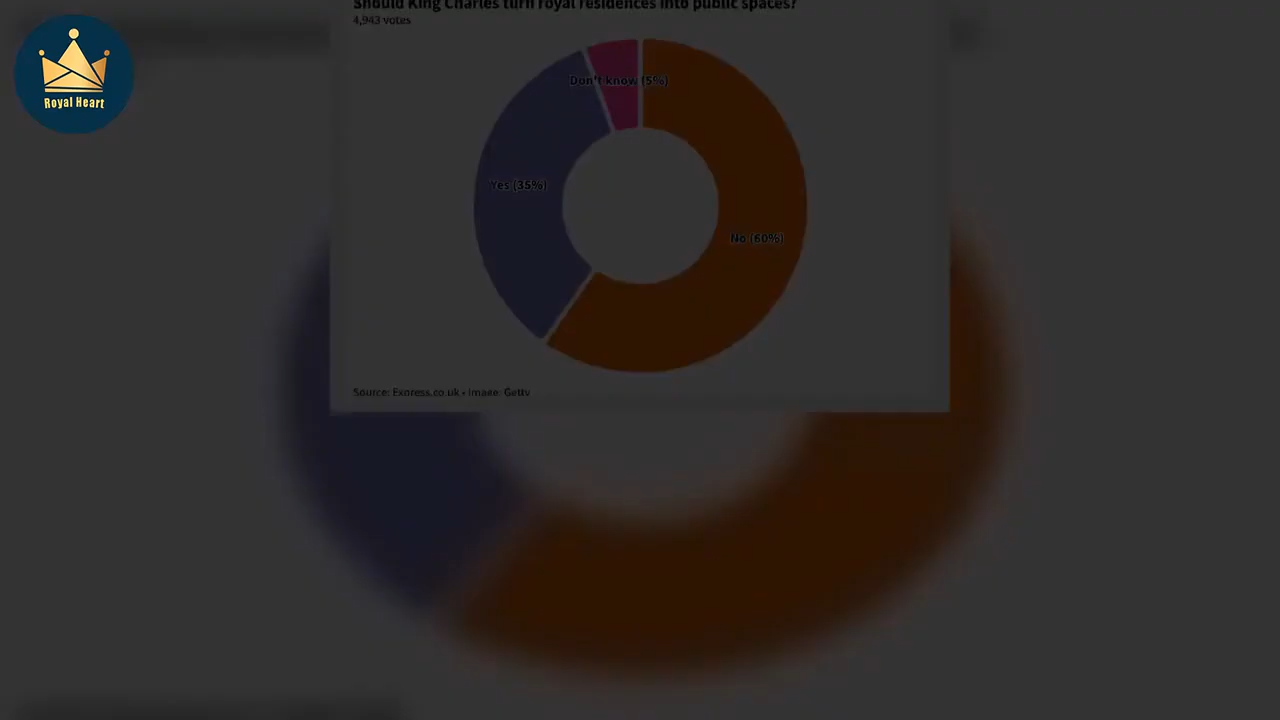 Royal Heart
Should King Charles turn royal residences into public spaces?
4,943 votes
Don't know (5%)
Yes (35%)
No (60%)
Source: Express.co.uk • Image: Getty